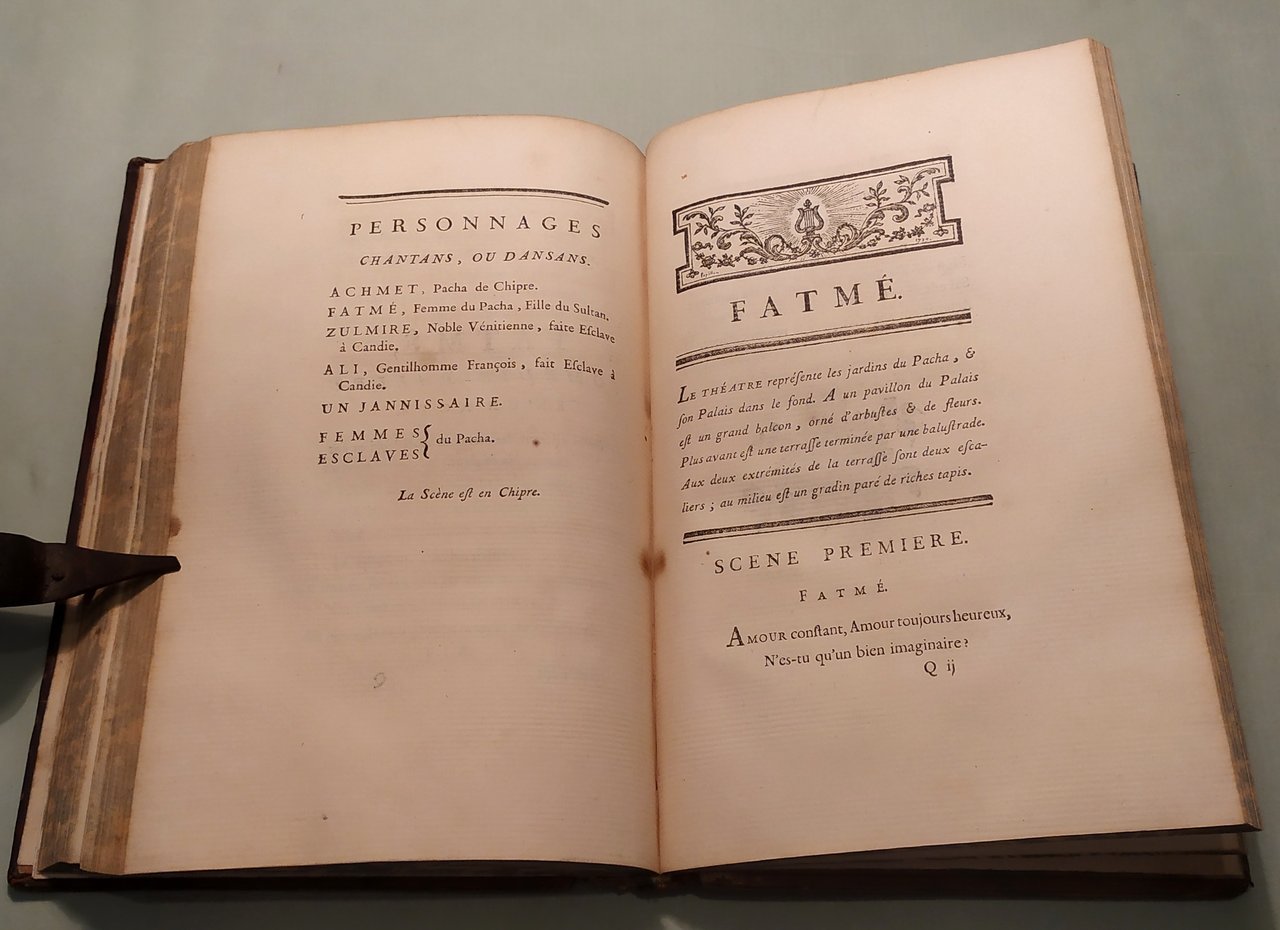 PERSONNAGES
CHANTANS, OU DANSANS.
ACHMET, Pacha de Chipre.
FATMÉ, Femme du Pacha, Fille du Sultan.
ZULMIRE, Noble Vénitienne, faite Eſclave
à Candie.
ALI, Gentilhomme François, fait Eſclave à
Candie.
UN JANNISSAIRE.
FEMMES
ESCLAVES } du Pacha.
La Scène eſt en Chipre.
FATMÉ.
LE THÉATRE repréſente les jardins du Pacha, &
ſon Palais dans le fond. A un pavillon du Palais
eſt un grand balcon, orné d'arbuſtes & de fleurs.
Plus avant eſt une terraſſe terminée par une baluſtrade.
Aux deux extrémités de la terraſſe ſont deux eſca-
liers; au milieu eſt un gradin paré de riches tapis.
SCENE PREMIERE.
FATMÉ.
AMOUR conſtant, Amour toujours heureux,
N'es-tu qu'un bien imaginaire?
Q ij